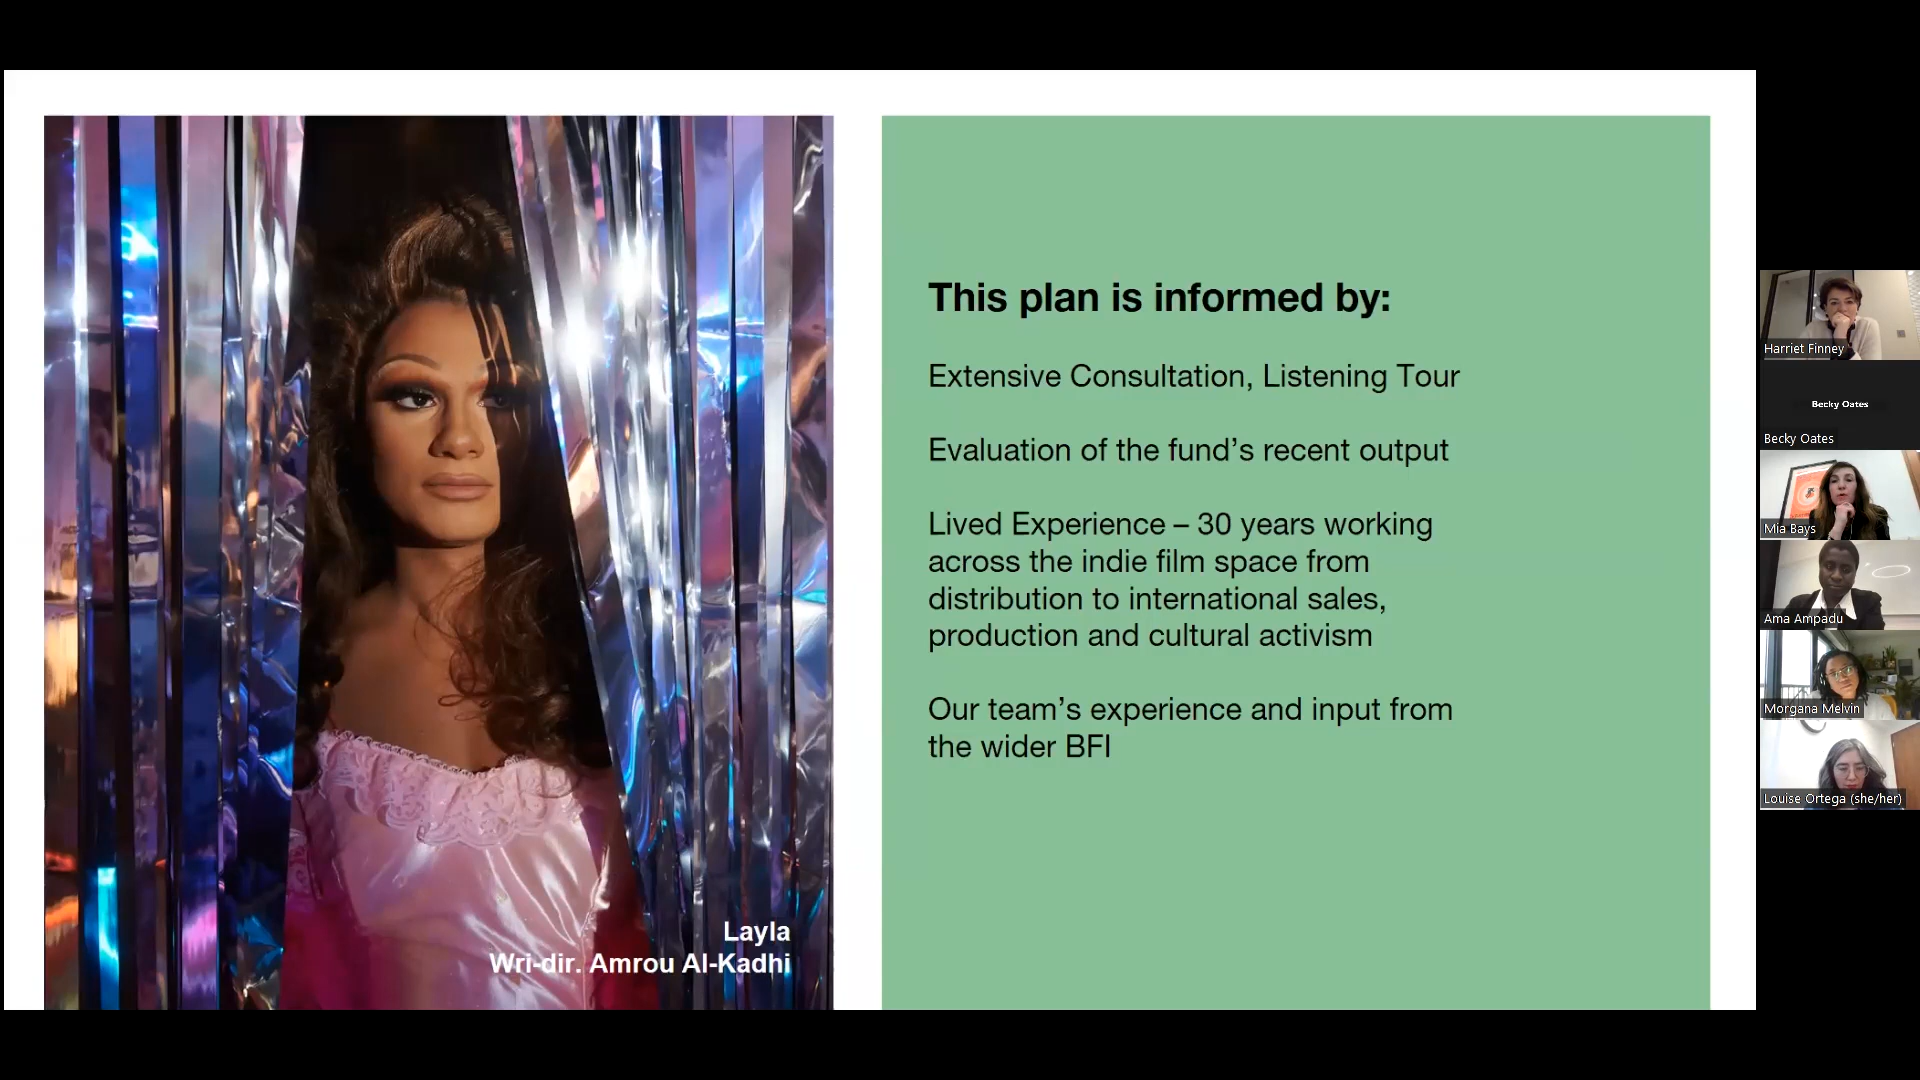 This plan is informed by:
Extensive Consultation, Listening Tour
Evaluation of the fund’s recent output
Lived Experience – 30 years working
across the indie film space from
distribution to international sales,
production and cultural activism
Our team’s experience and input from
the wider BFI
Layla
Wri-dir. Amrou Al-Kadhi
Harriet Finney
Becky Oates
Becky Oates
Mia Bays
Ama Ampadu
Morgana Melvin
Louise Ortega (she/her)